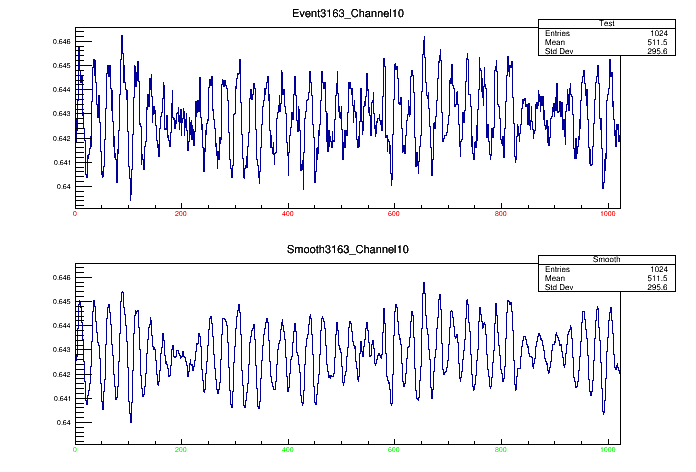 Event3163_Channel10
Test
Entries 1024
Mean 511.5
Std Dev 295.6
0.646
0.645
0.644
0.643
0.642
0.641
0.64
0 200 400 600 800 1000
Smooth3163_Channel10
Smooth
Entries 1024
Mean 511.5
Std Dev 295.6
0.646
0.645
0.644
0.643
0.642
0.641
0.64
0 200 400 600 800 1000